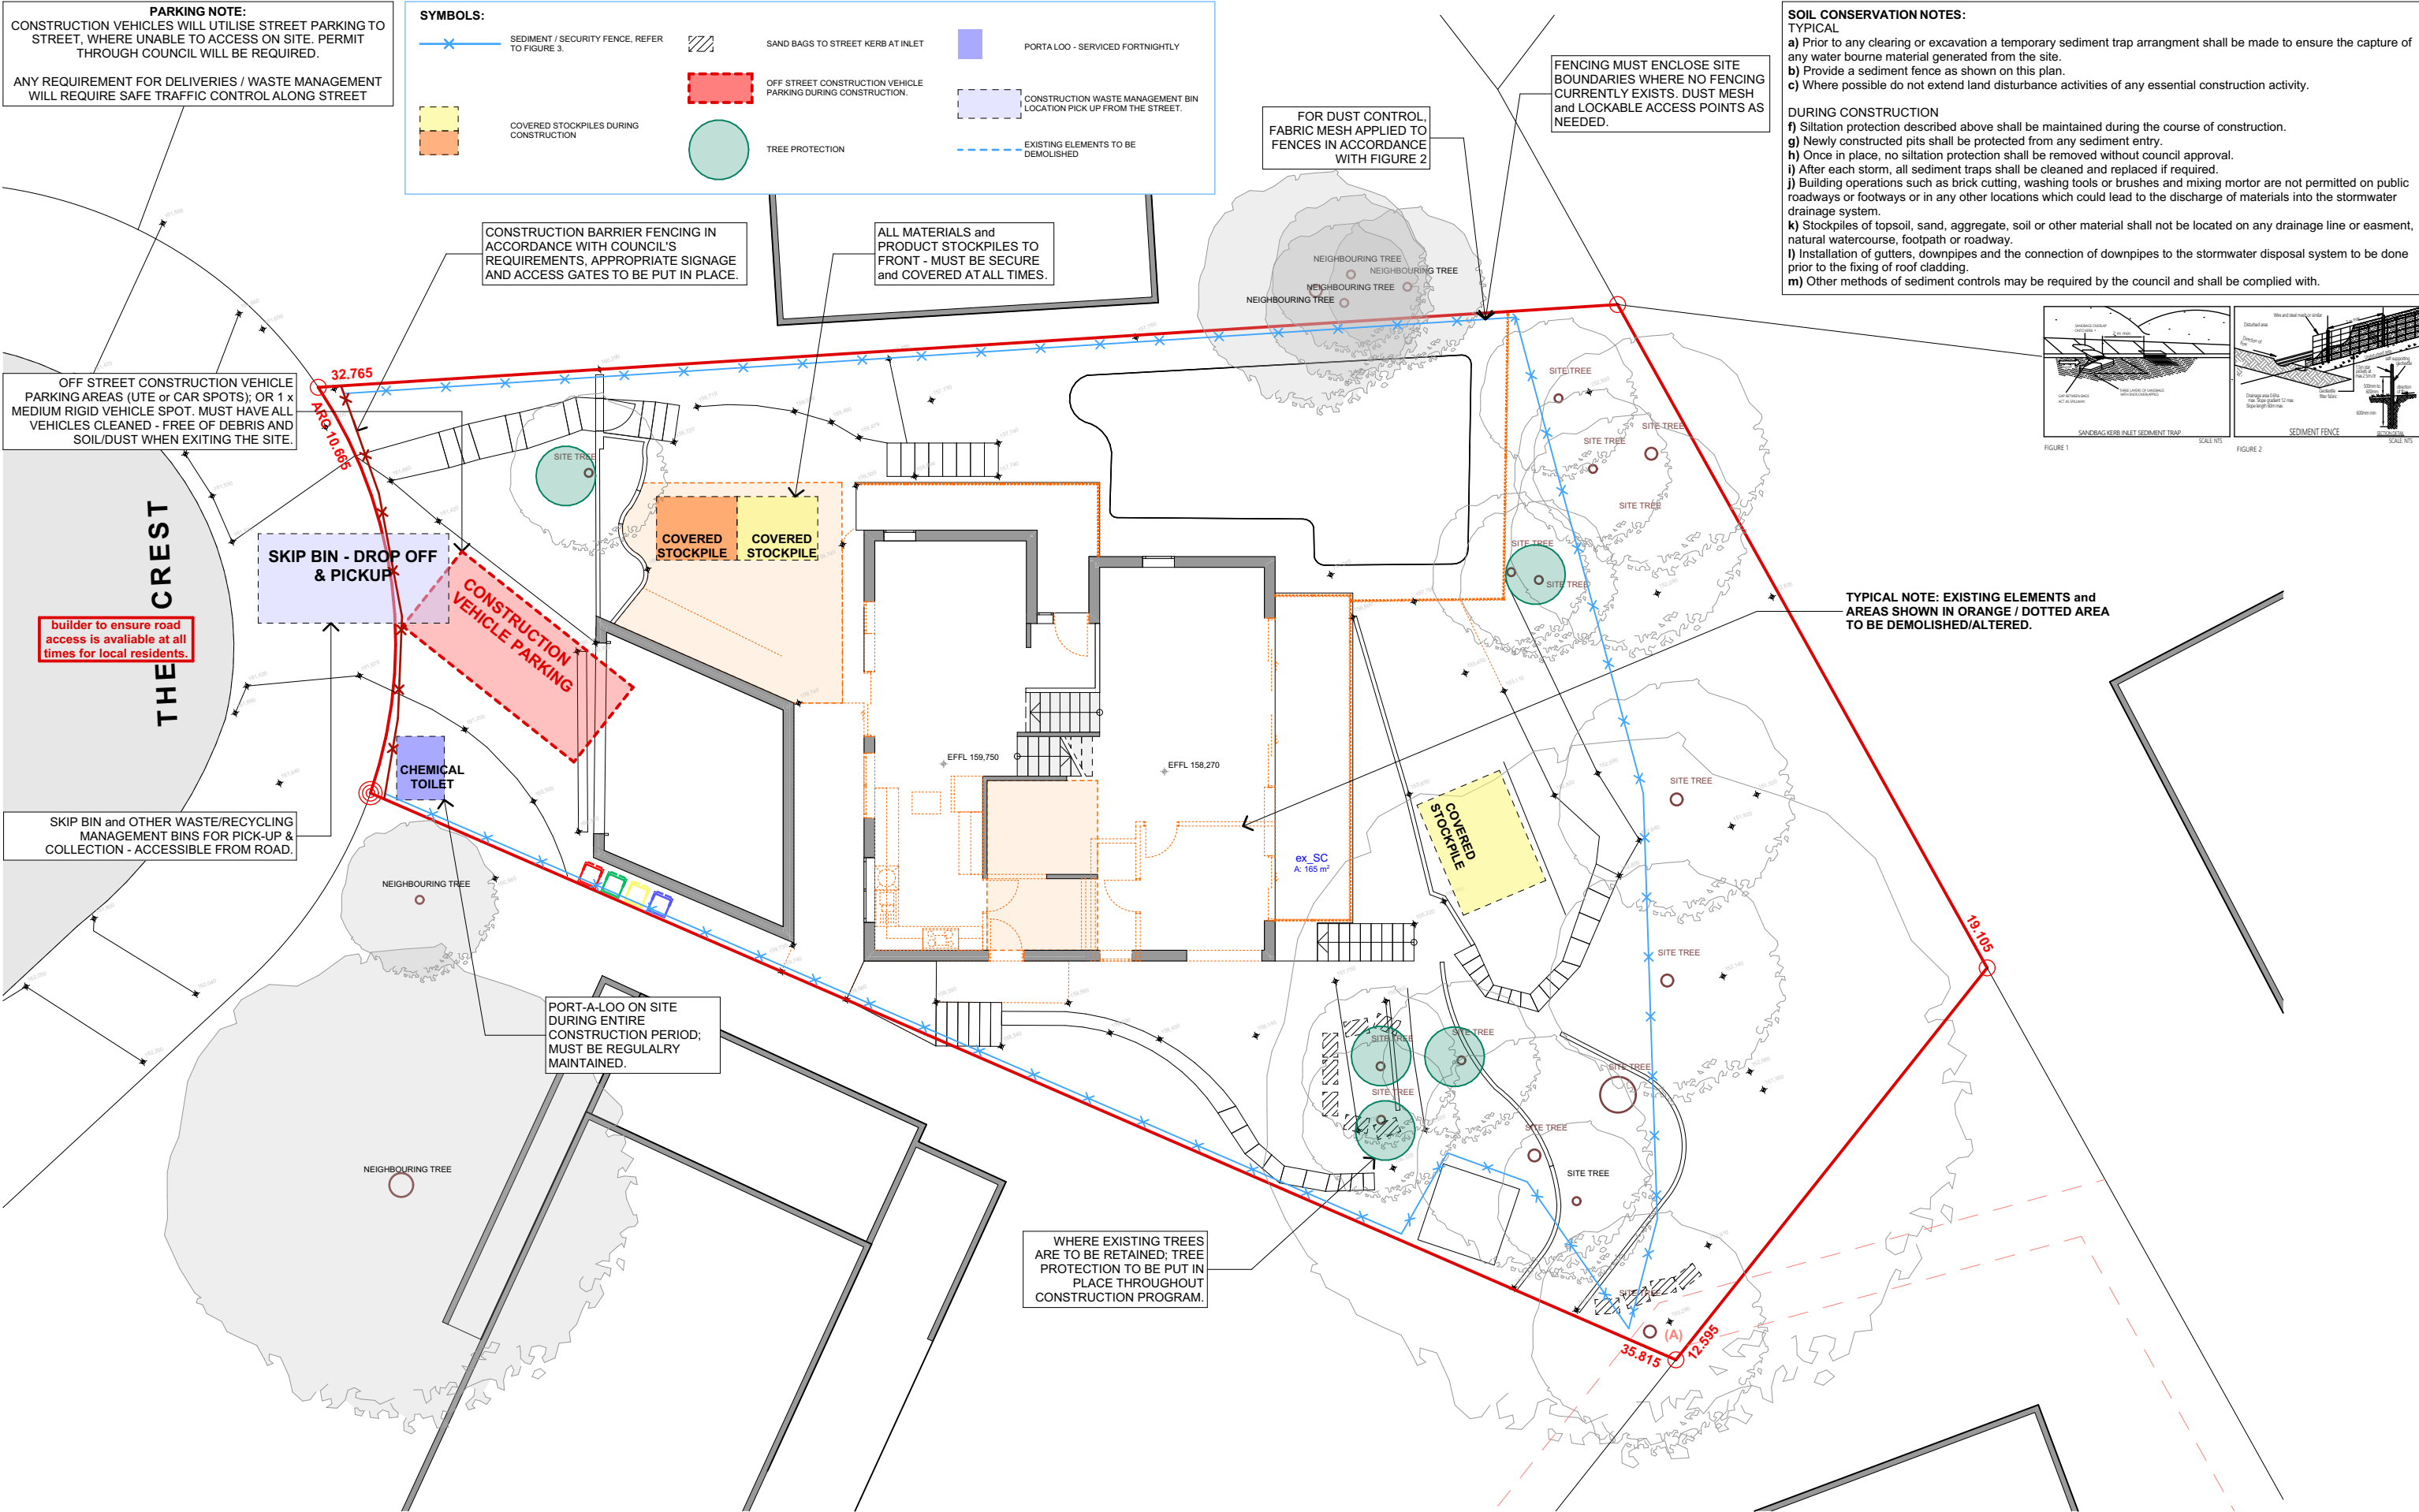 PARKING NOTE:
CONSTRUCTION VEHICLES WILL UTILISE STREET PARKING TO
STREET, WHERE UNABLE TO ACCESS ON SITE. PERMIT
THROUGH COUNCIL WILL BE REQUIRED.
ANY REQUIREMENT FOR DELIVERIES / WASTE MANAGEMENT
WILL REQUIRE SAFE TRAFFIC CONTROL ALONG STREET
SYMBOLS:
SEDIMENT / SECURITY FENCE, REFER
TO FIGURE 3.
SAND BAGS TO STREET KERB AT INLET
PORTA LOO - SERVICED FORTNIGHTLY
OFF STREET CONSTRUCTION VEHICLE
PARKING DURING CONSTRUCTION.
CONSTRUCTION WASTE MANAGEMENT BIN
LOCATION PICK UP FROM THE STREET.
COVERED STOCKPILES DURING
CONSTRUCTION
TREE PROTECTION
EXISTING ELEMENTS TO BE
DEMOLISHED
FOR DUST CONTROL,
FABRIC MESH APPLIED TO
FENCES IN ACCORDANCE
WITH FIGURE 2
FENCING MUST ENCLOSE SITE
BOUNDARIES WHERE NO FENCING
CURRENTLY EXISTS. DUST MESH
and LOCKABLE ACCESS POINTS AS
NEEDED.
SOIL CONSERVATION NOTES:
TYPICAL
a) Prior to any clearing or excavation a temporary sediment trap arrangment shall be made to ensure the capture of
any water bourne material generated from the site.
b) Provide a sediment fence as shown on this plan.
c) Where possible do not extend land disturbance activities of any essential construction activity.
DURING CONSTRUCTION
f) Siltation protection described above shall be maintained during the course of construction.
g) Newly constructed pits shall be protected from any sediment entry.
h) Once in place, no siltation protection shall be removed without council approval.
i) After each storm, all sediment traps shall be cleaned and replaced if required.
j) Building operations such as brick cutting, washing tools or brushes and mixing mortor are not permitted on public
roadways or footways or in any other locations which could lead to the discharge of materials into the stormwater
drainage system.
k) Stockpiles of topsoil, sand, aggregate, soil or other material shall not be located on any drainage line or easment,
natural watercourse, footpath or roadway.
l) Installation of gutters, downpipes and the connection of downpipes to the stormwater disposal system to be done
prior to the fixing of roof cladding.
m) Other methods of sediment controls may be required by the council and shall be complied with.
CONSTRUCTION BARRIER FENCING IN
ACCORDANCE WITH COUNCIL'S
REQUIREMENTS, APPROPRIATE SIGNAGE
AND ACCESS GATES TO BE PUT IN PLACE.
ALL MATERIALS and
PRODUCT STOCKPILES TO
FRONT - MUST BE SECURE
and COVERED AT ALL TIMES.
NEIGHBOURING TREE
NEIGHBOURING TREE
NEIGHBOURING TREE
NEIGHBOURING TREE
SANDBAG KERB INLET SEDIMENT TRAP
SCALE: NTS
FIGURE 1
SEDIMENT FENCE
SECTION DETAIL
SCALE: NTS
FIGURE 2
32.765
ARC 10.665
OFF STREET CONSTRUCTION VEHICLE
PARKING AREAS (UTE or CAR SPOTS); OR 1 x
MEDIUM RIGID VEHICLE SPOT. MUST HAVE ALL
VEHICLES CLEANED - FREE OF DEBRIS AND
SOIL/DUST WHEN EXITING THE SITE.
SITE TREE
SITE TREE
SITE TREE
SITE TREE
SITE TREE
SITE TREE
SITE TREE
THE CREST
SKIP BIN - DROP OFF
& PICKUP
COVERED
STOCKPILE
COVERED
STOCKPILE
CONSTRUCTION
VEHICLE PARKING
builder to ensure road
access is avaliable at all
times for local residents.
TYPICAL NOTE: EXISTING ELEMENTS and
AREAS SHOWN IN ORANGE / DOTTED AREA
TO BE DEMOLISHED/ALTERED.
CHEMICAL
TOILET
EFFL 159,750
EFFL 158,270
SITE TREE
COVERED
STOCKPILE
SKIP BIN and OTHER WASTE/RECYCLING
MANAGEMENT BINS FOR PICK-UP &
COLLECTION - ACCESSIBLE FROM ROAD.
ex_SC
A: 165 m²
NEIGHBOURING TREE
19.105
SITE TREE
PORT-A-LOO ON SITE
DURING ENTIRE
CONSTRUCTION PERIOD;
MUST BE REGULALRY
MAINTAINED.
SITE TREE
SITE TREE
SITE TREE
SITE TREE
SITE TREE
NEIGHBOURING TREE
SITE TREE
WHERE EXISTING TREES
ARE TO BE RETAINED; TREE
PROTECTION TO BE PUT IN
PLACE THROUGHOUT
CONSTRUCTION PROGRAM.
SITE TREE
(A)
35.815
12.595